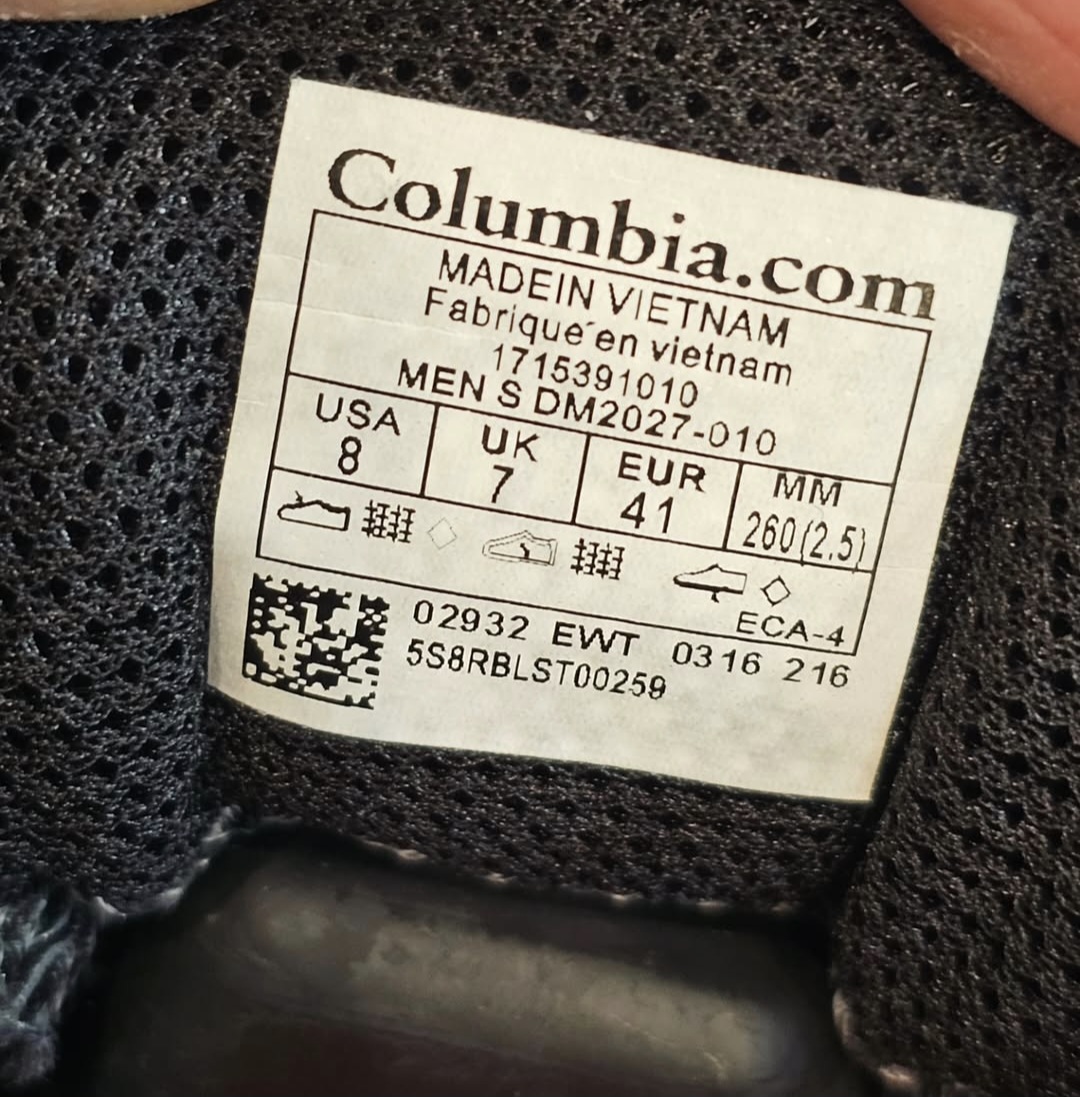 Columbia.com
MADEIN VIETNAM
Fabrique´en vietnam
1715391010
MEN S DM2027-010
USA UK EUR MM
8 7 41 260(2.5)
ECA-4
02932 EWT 0316 216
5S8RBLST00259